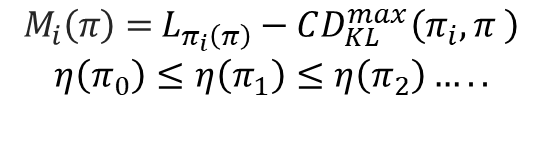 M_i(π) = L_{π_i(π)} − CD_{KL}^{max}(π_i, π )
η(π_0) ≤ η(π_1) ≤ η(π_2) … . .